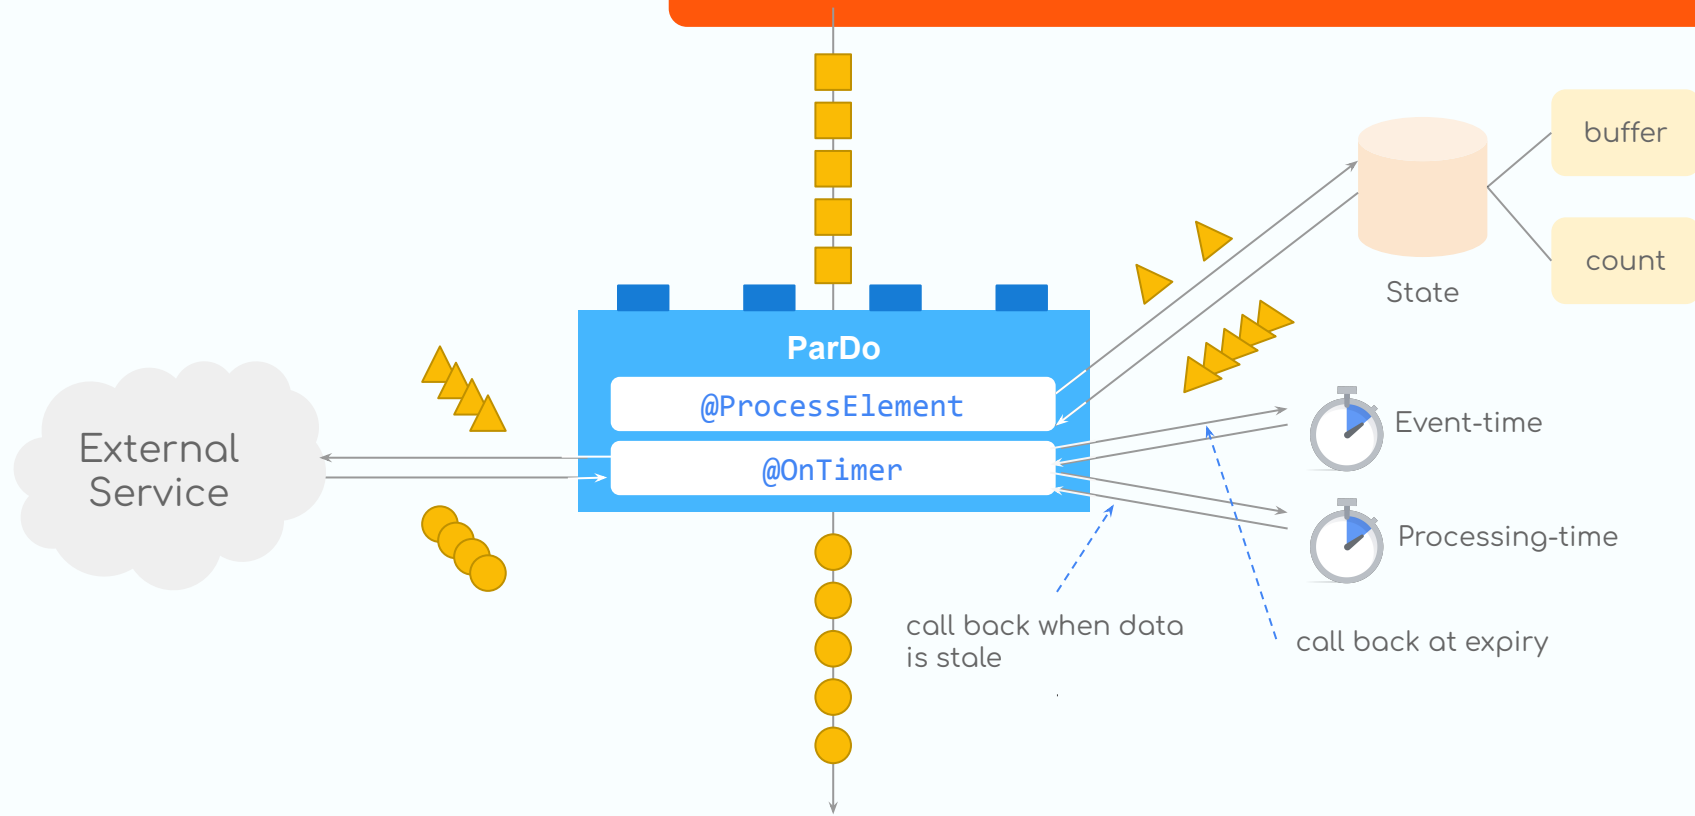 buffer
count
State
ParDo
@ProcessElement
@OnTimer
External
Service
Event-time
Processing-time
call back when data
is stale
call back at expiry